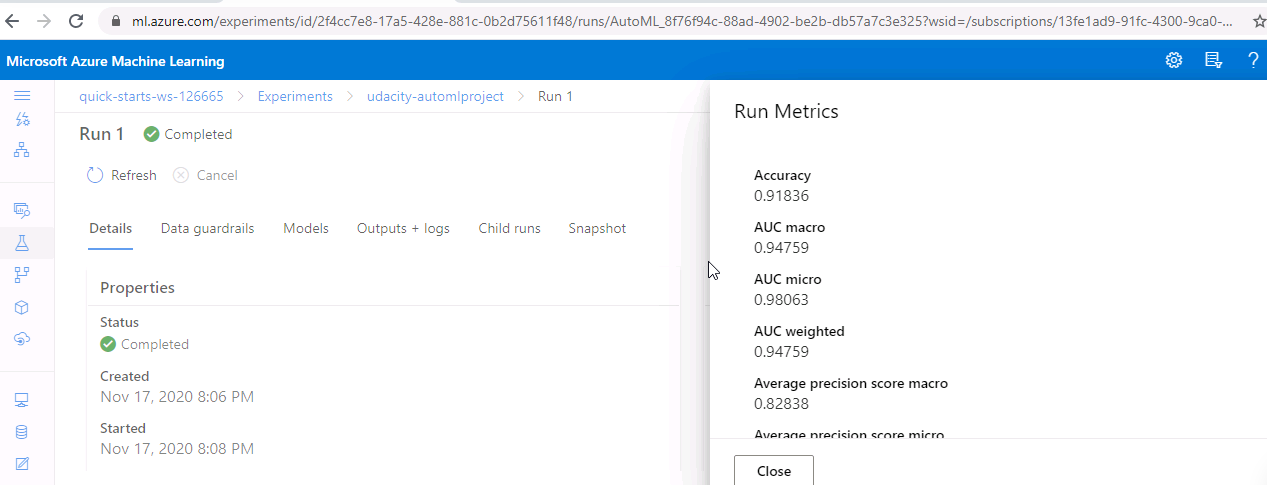 ml.azure.com/experiments/id/2f4cc7e8-17a5-428e-881c-0b2d75611f48/runs/AutoML_8f76f94c-88ad-4902-be2b-db57a7c3e325?wsid=/subscriptions/13fe1ad9-91fc-4300-9ca0-...
Microsoft Azure Machine Learning
quick-starts-ws-126665 > Experiments > udacity-automlproject > Run 1
Run 1 Completed
Refresh Cancel
Details Data guardrails Models Outputs + logs Child runs Snapshot
Properties
Status
Completed
Created
Nov 17, 2020 8:06 PM
Started
Nov 17, 2020 8:08 PM
Run Metrics
Accuracy
0.91836
AUC macro
0.94759
AUC micro
0.98063
AUC weighted
0.94759
Average precision score macro
0.82838
Average precision score micro
Close